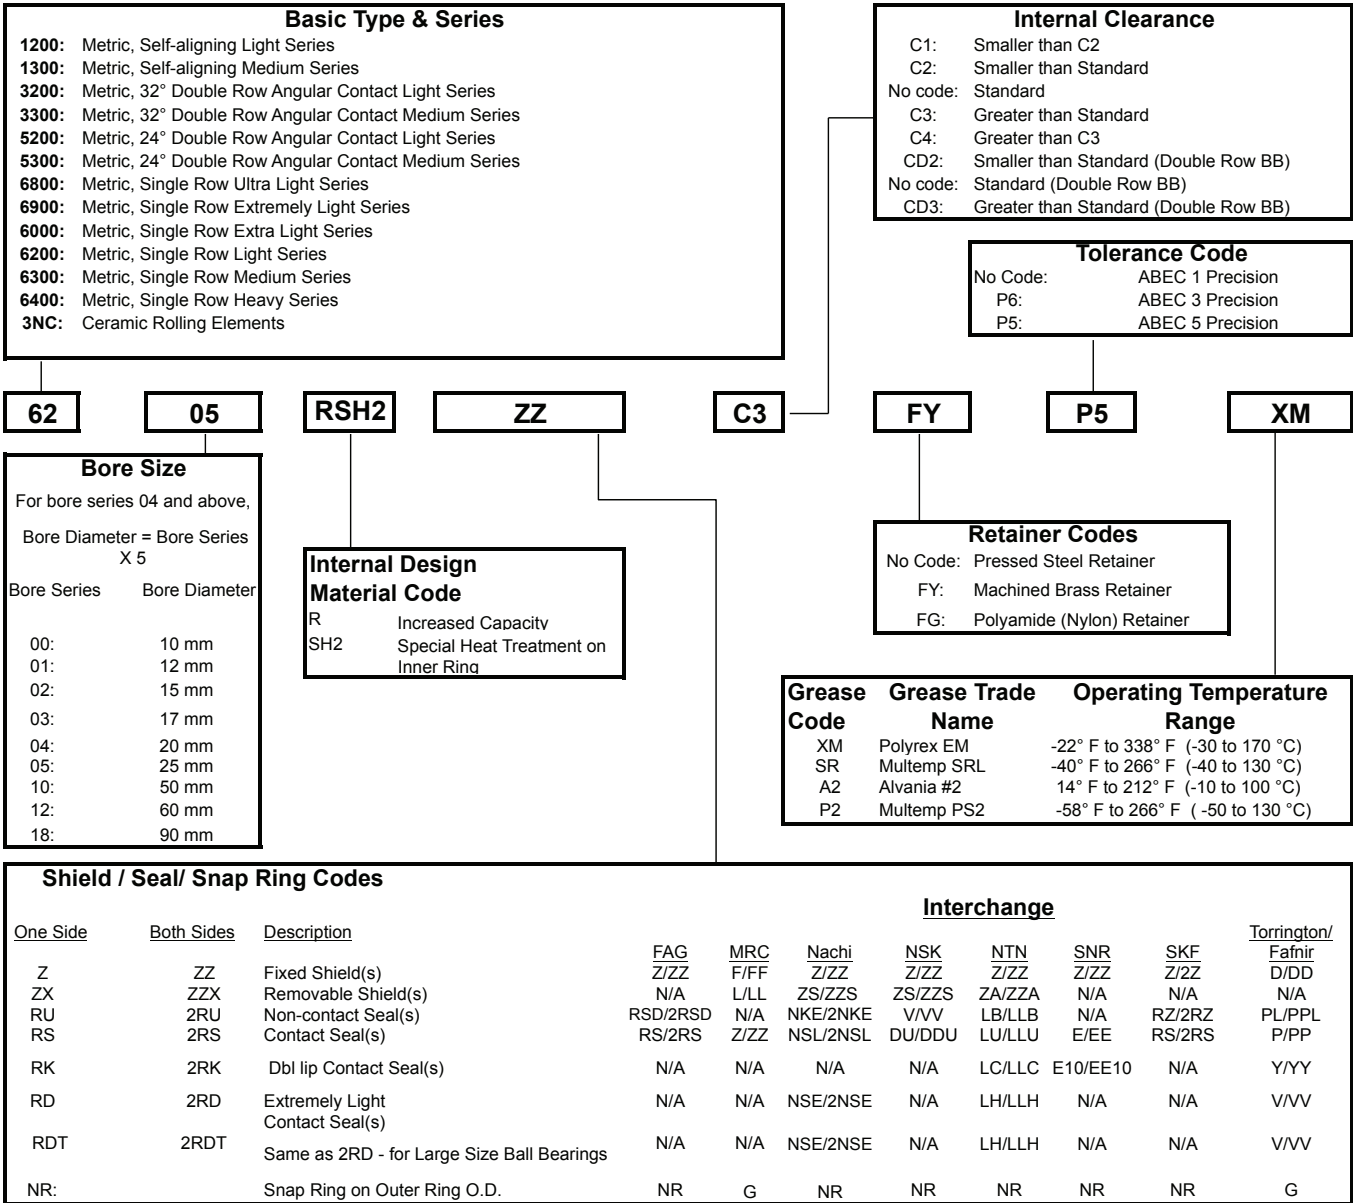 Basic Type & Series
1200: Metric, Self-aligning Light Series
1300: Metric, Self-aligning Medium Series
3200: Metric, 32° Double Row Angular Contact Light Series
3300: Metric, 32° Double Row Angular Contact Medium Series
5200: Metric, 24° Double Row Angular Contact Light Series
5300: Metric, 24° Double Row Angular Contact Medium Series
6800: Metric, Single Row Ultra Light Series
6900: Metric, Single Row Extremely Light Series
6000: Metric, Single Row Extra Light Series
6200: Metric, Single Row Light Series
6300: Metric, Single Row Medium Series
6400: Metric, Single Row Heavy Series
3NC: Ceramic Rolling Elements
Internal Clearance
C1: Smaller than C2
C2: Smaller than Standard
No code: Standard
C3: Greater than Standard
C4: Greater than C3
CD2: Smaller than Standard (Double Row BB)
No code: Standard (Double Row BB)
CD3: Greater than Standard (Double Row BB)
Tolerance Code
No Code: ABEC 1 Precision
P6: ABEC 3 Precision
P5: ABEC 5 Precision
62 05 RSH2 ZZ C3 FY P5 XM
Bore Size
For bore series 04 and above,
Bore Diameter = Bore Series
X 5
Bore Series Bore Diameter
00: 10 mm
01: 12 mm
02: 15 mm
03: 17 mm
04: 20 mm
05: 25 mm
10: 50 mm
12: 60 mm
18: 90 mm
Internal Design
Material Code
R Increased Capacity
SH2 Special Heat Treatment on
Inner Ring
Retainer Codes
No Code: Pressed Steel Retainer
FY: Machined Brass Retainer
FG: Polyamide (Nylon) Retainer
Grease Grease Trade Operating Temperature
Code Name Range
XM Polyrex EM -22° F to 338° F (-30 to 170 °C)
SR Multemp SRL -40° F to 266° F (-40 to 130 °C)
A2 Alvania #2 14° F to 212° F (-10 to 100 °C)
P2 Multemp PS2 -58° F to 266° F ( -50 to 130 °C)
Shield / Seal/ Snap Ring Codes
Interchange
One Side Both Sides Description Torrington/
FAG MRC Nachi NSK NTN SNR SKF Fafnir
Z ZZ Fixed Shield(s) Z/ZZ F/FF Z/ZZ Z/ZZ Z/ZZ Z/ZZ Z/2Z D/DD
ZX ZZX Removable Shield(s) N/A L/LL ZS/ZZS ZS/ZZS ZA/ZZA N/A N/A N/A
RU 2RU Non-contact Seal(s) RSD/2RSD N/A NKE/2NKE V/VV LB/LLB N/A RZ/2RZ PL/PPL
RS 2RS Contact Seal(s) RS/2RS Z/ZZ NSL/2NSL DU/DDU LU/LLU E/EE RS/2RS P/PP
RK 2RK Dbl lip Contact Seal(s) N/A N/A N/A N/A LC/LLC E10/EE10 N/A Y/YY
RD 2RD Extremely Light N/A N/A NSE/2NSE N/A LH/LLH N/A N/A V/VV
Contact Seal(s)
RDT 2RDT Same as 2RD - for Large Size Ball Bearings N/A N/A NSE/2NSE N/A LH/LLH N/A N/A V/VV
NR: Snap Ring on Outer Ring O.D. NR G NR NR NR NR NR G